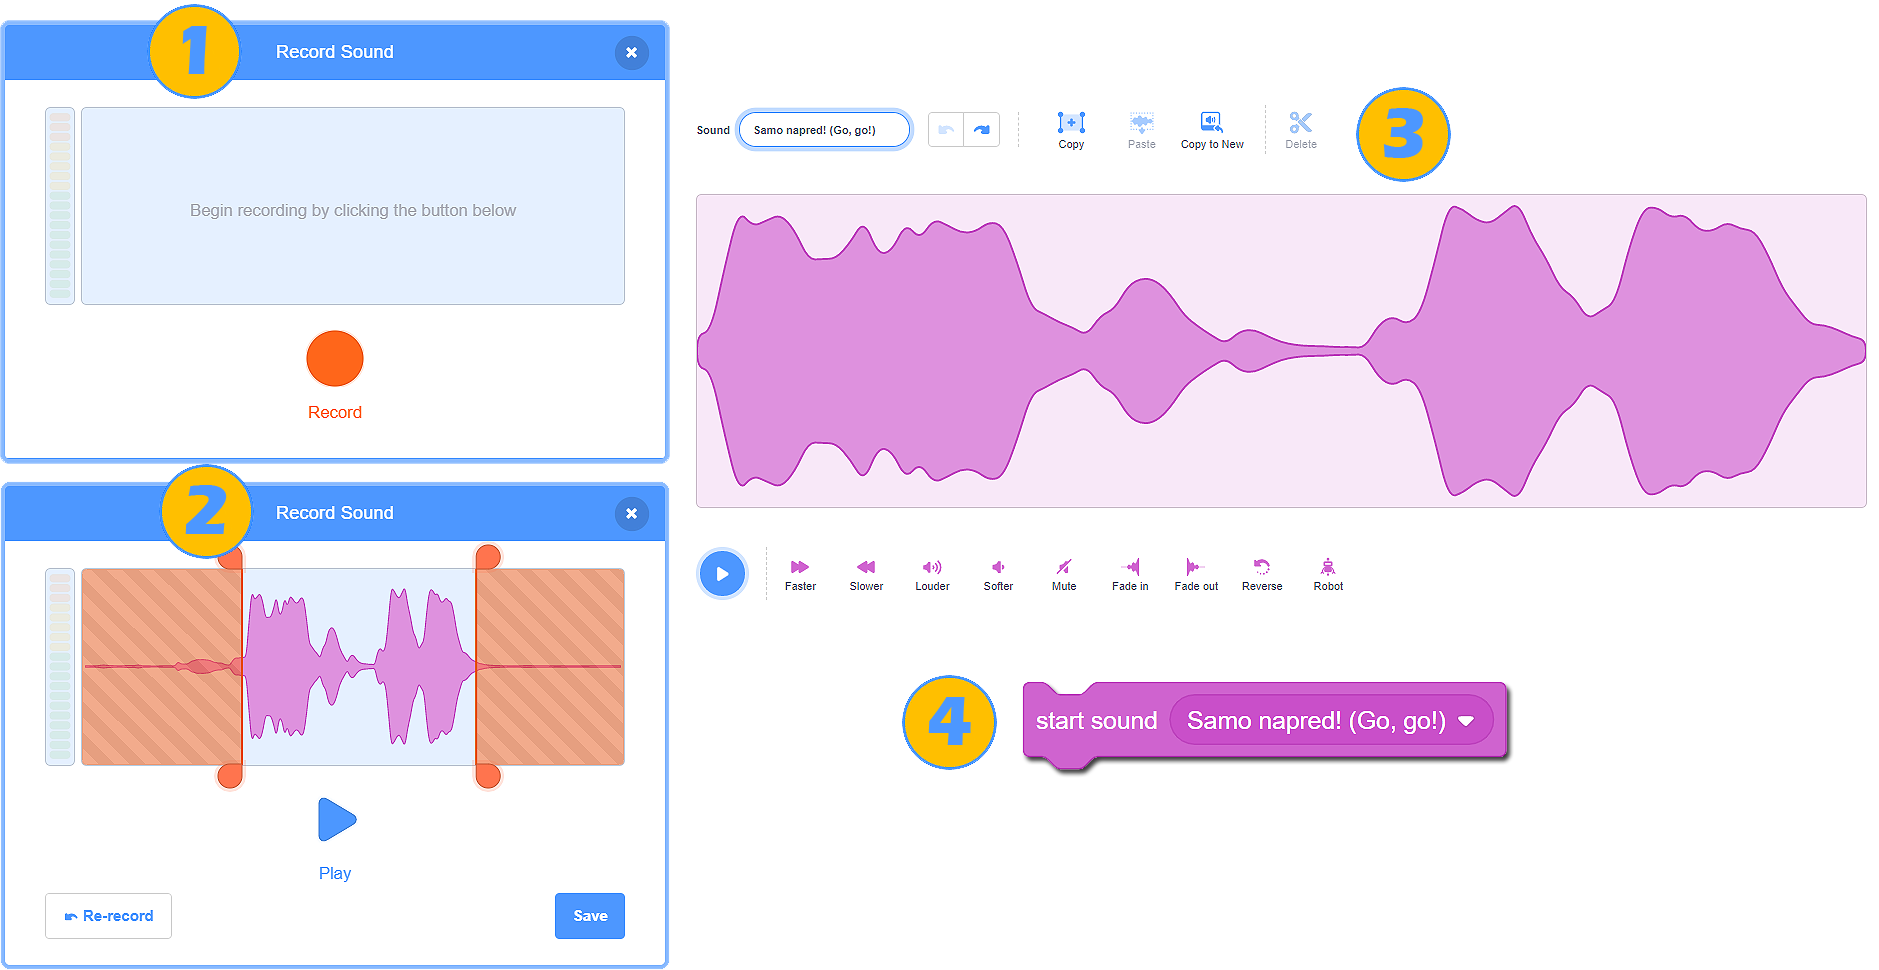 1
Record Sound
Begin recording by clicking the button below
Record
2
Record Sound
Play
Re-record
Save
Sound
Samo napred! (Go, go!)
Copy
Paste
Copy to New
Delete
3
Faster
Slower
Louder
Softer
Mute
Fade in
Fade out
Reverse
Robot
4
start sound Samo napred! (Go, go!)